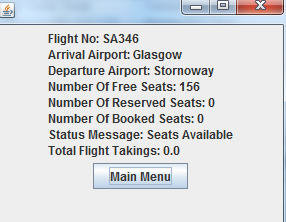 Flight No: SA346
Arrival Airport: Glasgow
Departure Airport: Stornoway
Number Of Free Seats: 156
Number Of Reserved Seats: 0
Number Of Booked Seats: 0
Status Message: Seats Available
Total Flight Takings: 0.0
Main Menu